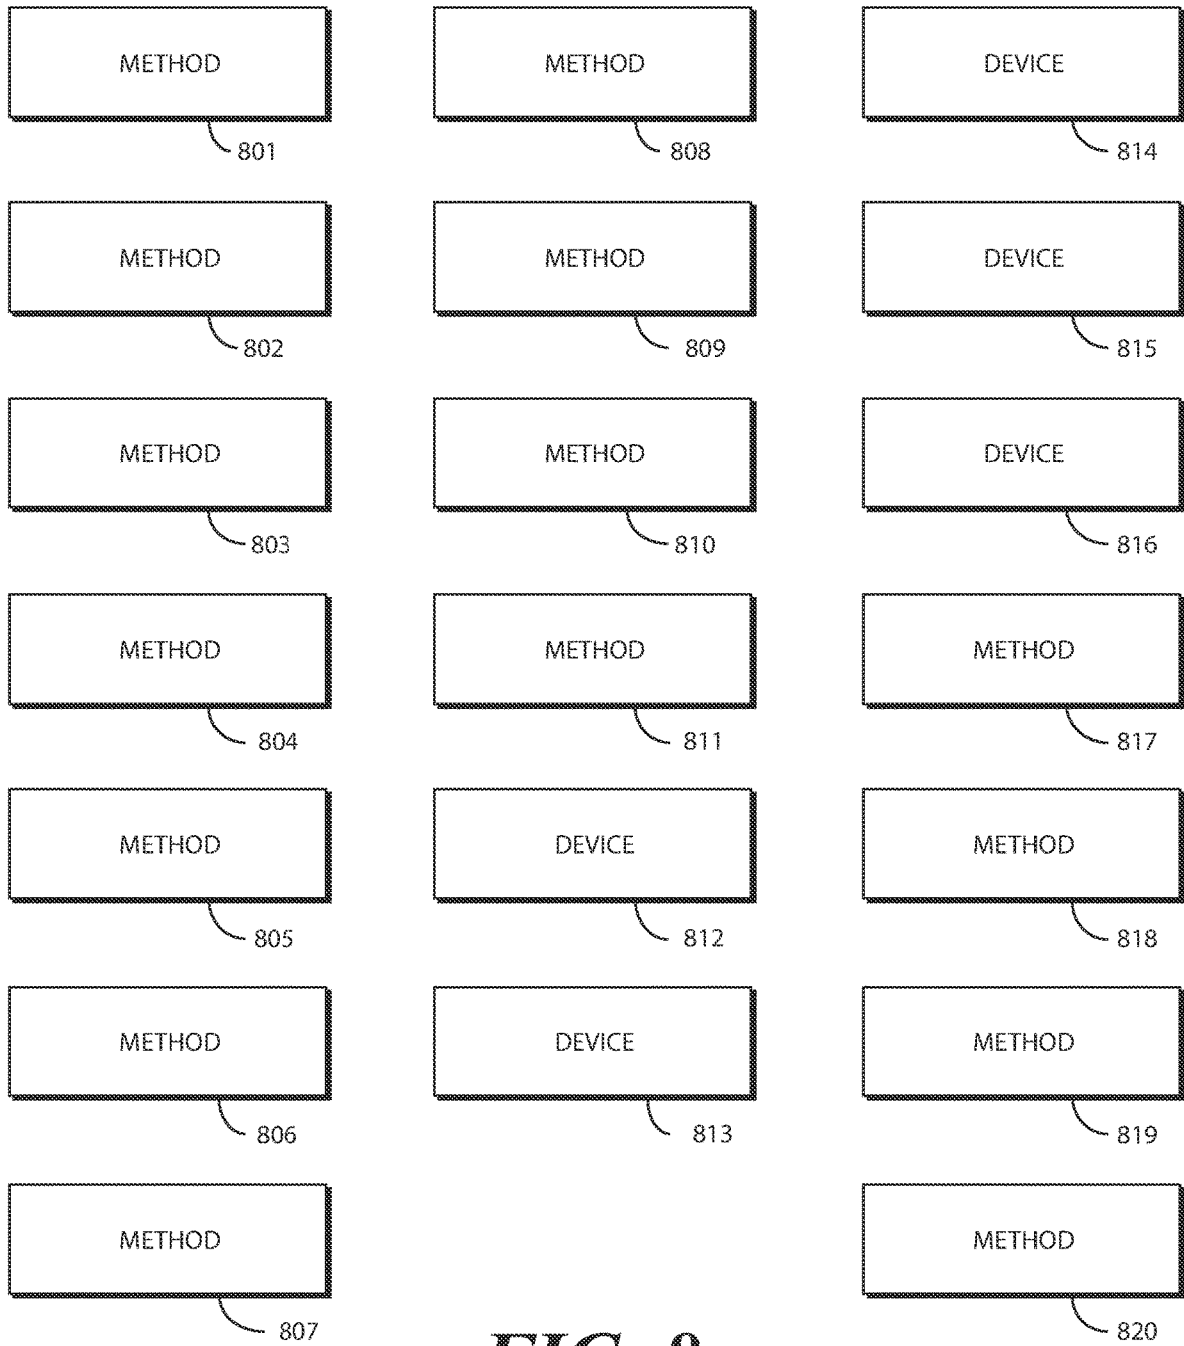 METHOD METHOD DEVICE
801 808 814
METHOD METHOD DEVICE
802 809 815
METHOD METHOD DEVICE
803 810 816
METHOD METHOD METHOD
804 811 817
METHOD DEVICE METHOD
805 812 818
METHOD DEVICE METHOD
806 813 819
METHOD METHOD
807 820
FIG. 8